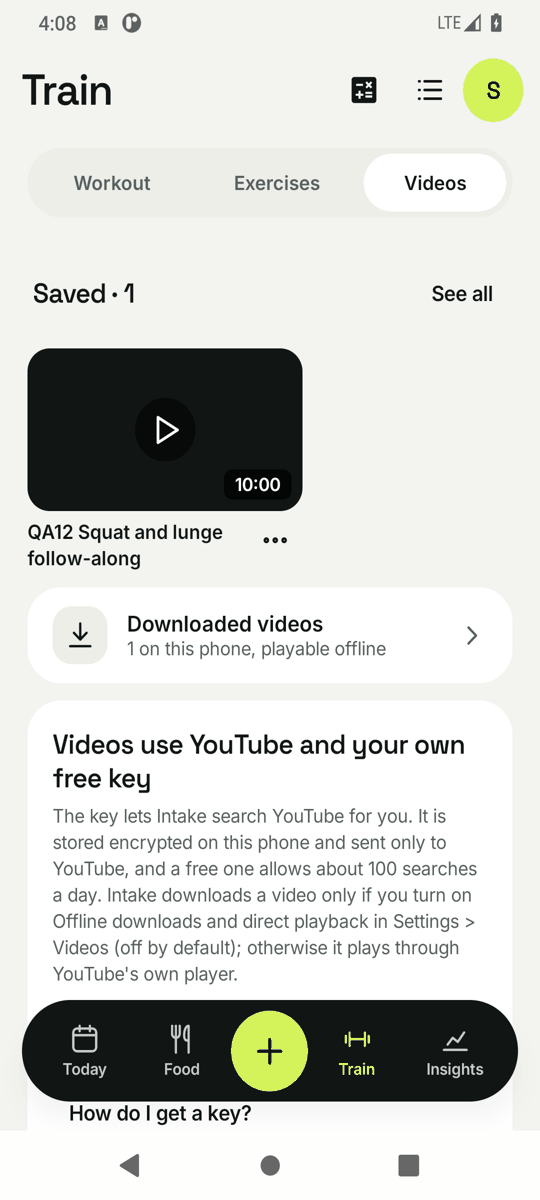 4:08
LTE
Train
S
Workout
Exercises
Videos
Saved · 1
See all
10:00
QA12 Squat and lunge
follow-along
Downloaded videos
1 on this phone, playable offline
Videos use YouTube and your own
free key
The key lets Intake search YouTube for you. It is
stored encrypted on this phone and sent only to
YouTube, and a free one allows about 100 searches
a day. Intake downloads a video only if you turn on
Offline downloads and direct playback in Settings >
Videos (off by default); otherwise it plays through
YouTube's own player.
Today
Food
Train
Insights
How do I get a key?